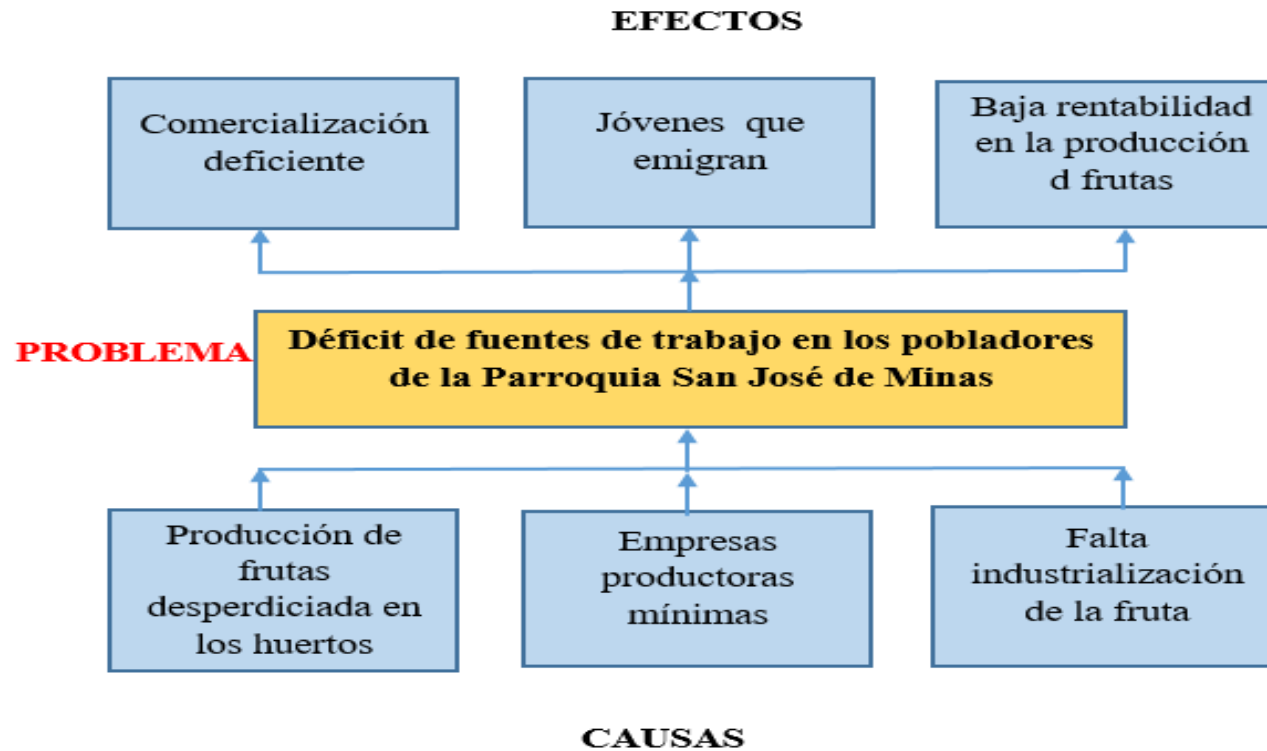 EFECTOS
Comercialización
deficiente
Jóvenes que
emigran
Baja rentabilidad
en la producción
d frutas
PROBLEMA
Déficit de fuentes de trabajo en los pobladores
de la Parroquia San José de Minas
Producción de
frutas
desperdiciada en
los huertos
Empresas
productoras
mínimas
Falta
industrialización
de la fruta
CAUSAS